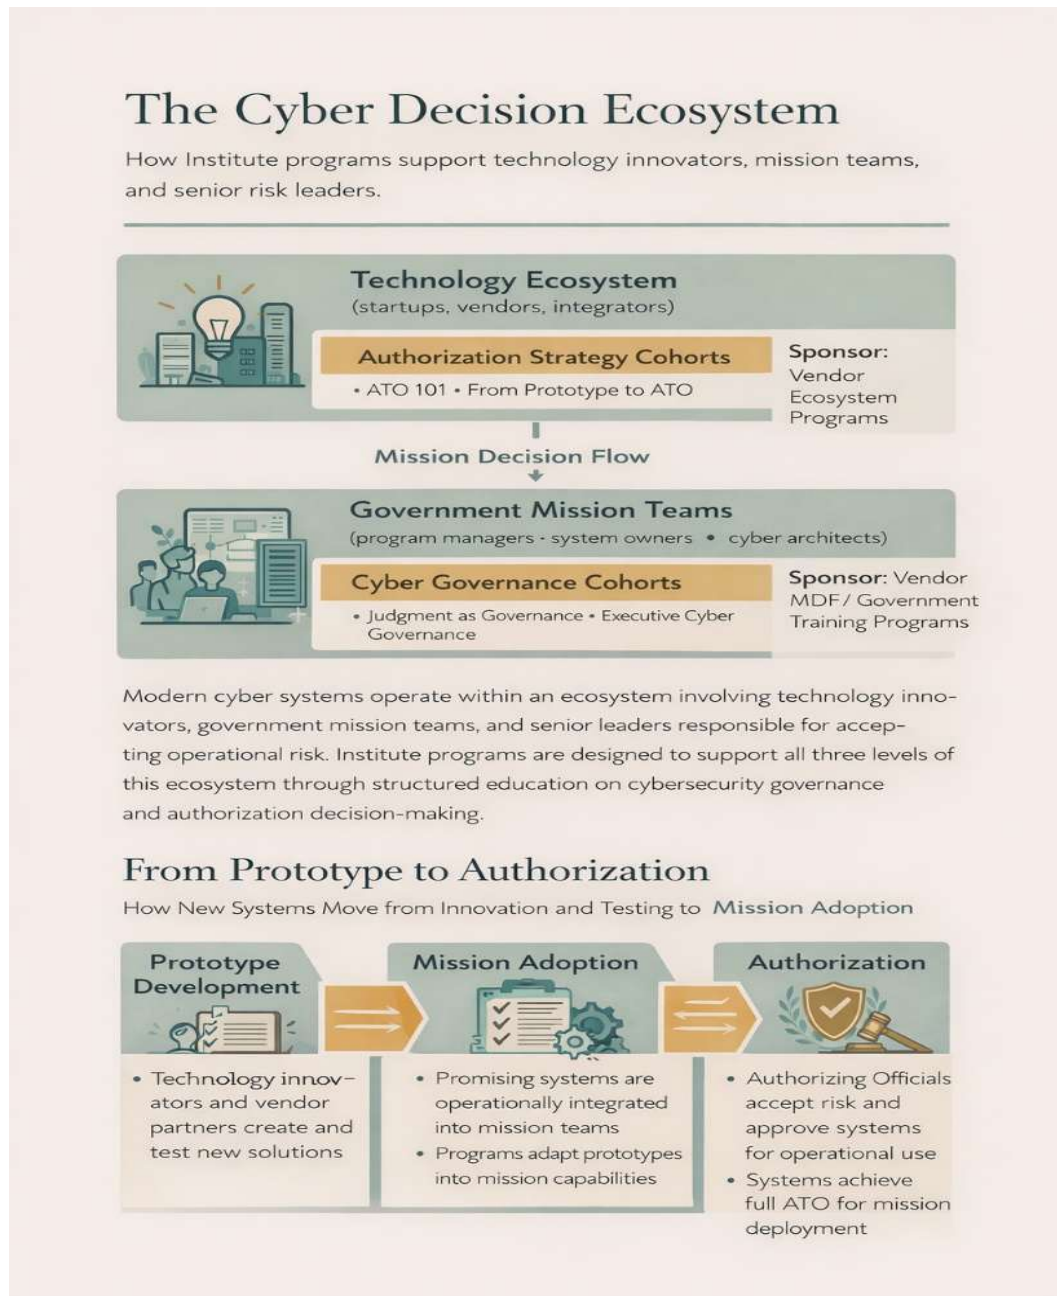 The Cyber Decision Ecosystem
How Institute programs support technology innovators, mission teams,
and senior risk leaders.
Technology Ecosystem
(startups, vendors, integrators)
Authorization Strategy Cohorts
• ATO 101 • From Prototype to ATO
Sponsor:
Vendor
Ecosystem
Programs
Mission Decision Flow
Government Mission Teams
(program managers - system owners • cyber architects)
Cyber Governance Cohorts
• Judgment as Governance • Executive Cyber
Governance
Sponsor: Vendor
MDF / Government
Training Programs
Modern cyber systems operate within an ecosystem involving technology inno-
vators, government mission teams, and senior leaders responsible for accep-
ting operational risk. Institute programs are designed to support all three levels of
this ecosystem through structured education on cybersecurity governance
and authorization decision-making.
From Prototype to Authorization
How New Systems Move from Innovation and Testing to Mission Adoption
Prototype
Development
• Technology innov-
ators and vendor
partners create and
test new solutions
Mission Adoption
• Promising systems are
operationally integrated
into mission teams
• Programs adapt prototypes
into mission capabilities
Authorization
• Authorizing Officials
accept risk and
approve systems
for operational use
• Systems achieve
full ATO for mission
deployment